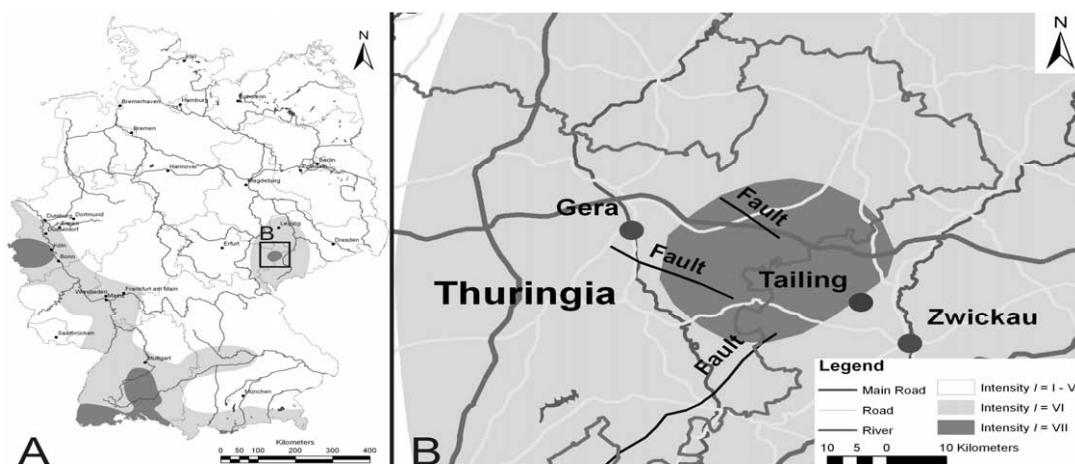 N
Kiel
Hamburg
Schwerin
Bremerhaven
Bremen
Berlin
Hannover
Magdeburg
Duisburg
Dortmund
Düsseldorf
Leipzig
Köln
Bonn
Erfurt
Dresden
B
Wiesbaden
Frankfurt am Main
Mainz
Saarbrücken
Stuttgart
München
Kilometers
0 50 100 200 300 400
A
N
Gera
Fault
Fault
Thuringia
Tailing
Fault
Zwickau
Legend
Main Road
Road
River
Intensity I = I - V
Intensity I = VI
Intensity I = VII
10 5 0 10 Kilometers
B